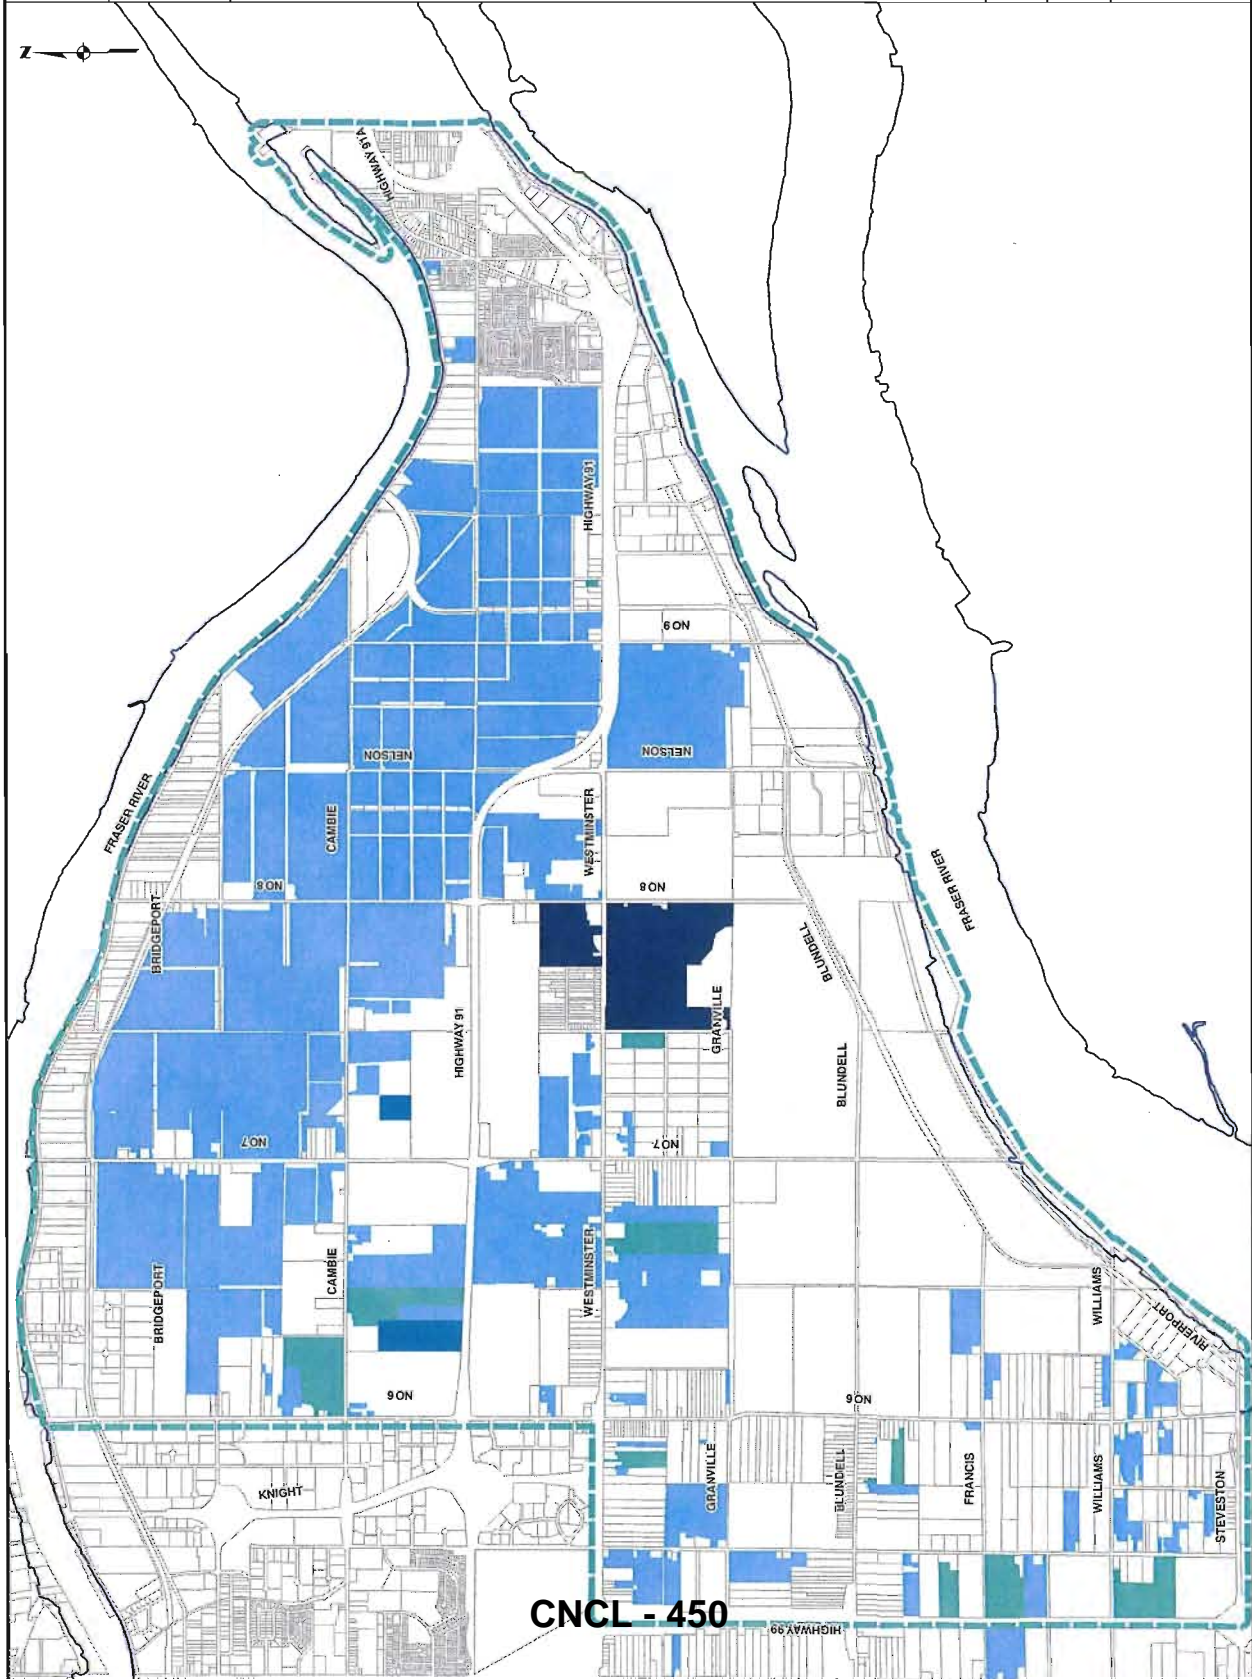 N
HIGHWAY 91A
HIGHWAY 91
NO 9
NELSON
NELSON
FRASER RIVER
CAMBIE
WESTMINSTER
NO 8
NO 8
BRIDGEPORT
FRASER RIVER
BLUNDELL
GRANVILLE
HIGHWAY 91
BLUNDELL
NO 7
NO 7
CAMBIE
WESTMINSTER
BRIDGEPORT
WILLIAMS
RIVERPORT
NO 6
NO 6
KNIGHT
GRANVILLE
BLUNDELL
FRANCIS
WILLIAMS
STEVESTON
CNCL - 450
HIGHWAY 99